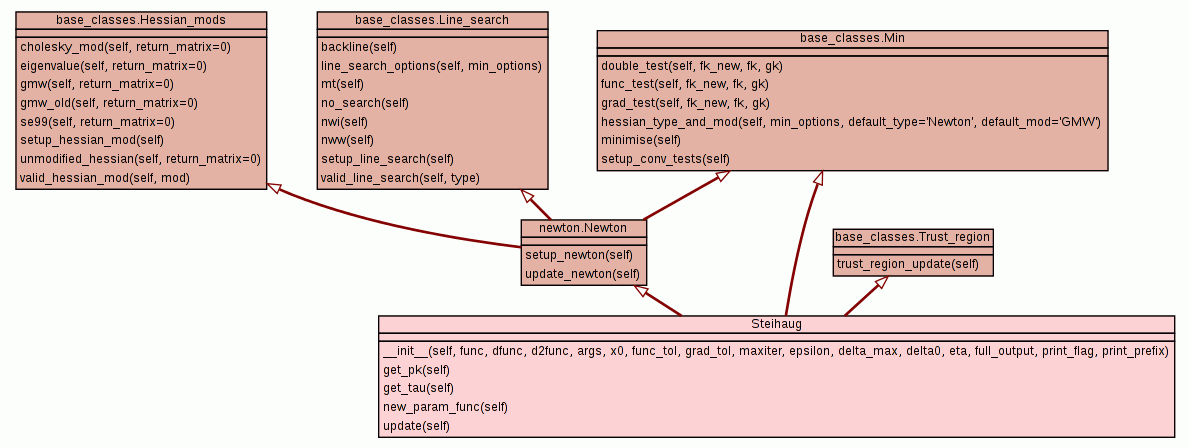 base_classes.Hessian_mods
cholesky_mod(self, return_matrix=0)
eigenvalue(self, return_matrix=0)
gmw(self, return_matrix=0)
gmw_old(self, return_matrix=0)
se99(self, return_matrix=0)
setup_hessian_mod(self)
unmodified_hessian(self, return_matrix=0)
valid_hessian_mod(self, mod)
base_classes.Line_search
backline(self)
line_search_options(self, min_options)
mt(self)
no_search(self)
nwi(self)
nww(self)
setup_line_search(self)
valid_line_search(self, type)
base_classes.Min
double_test(self, fk_new, fk, gk)
func_test(self, fk_new, fk, gk)
grad_test(self, fk_new, fk, gk)
hessian_type_and_mod(self, min_options, default_type='Newton', default_mod='GMW')
minimise(self)
setup_conv_tests(self)
newton.Newton
setup_newton(self)
update_newton(self)
base_classes.Trust_region
trust_region_update(self)
Steihaug
__init__(self, func, dfunc, d2func, args, x0, func_tol, grad_tol, maxiter, epsilon, delta_max, delta0, eta, full_output, print_flag, print_prefix)
get_pk(self)
get_tau(self)
new_param_func(self)
update(self)